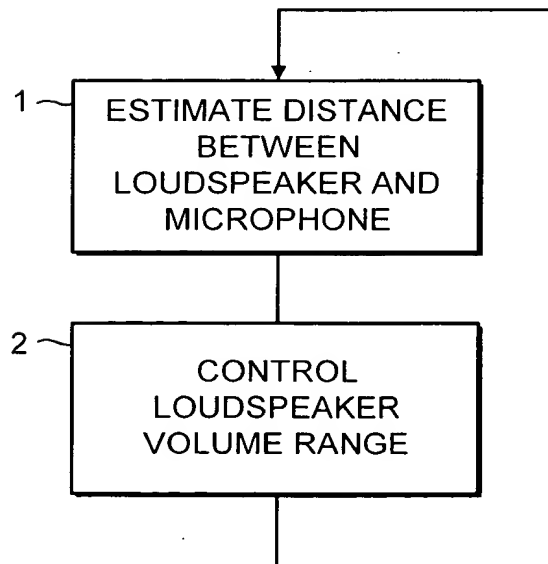 1
ESTIMATE DISTANCE
BETWEEN
LOUDSPEAKER AND
MICROPHONE
2
CONTROL
LOUDSPEAKER
VOLUME RANGE